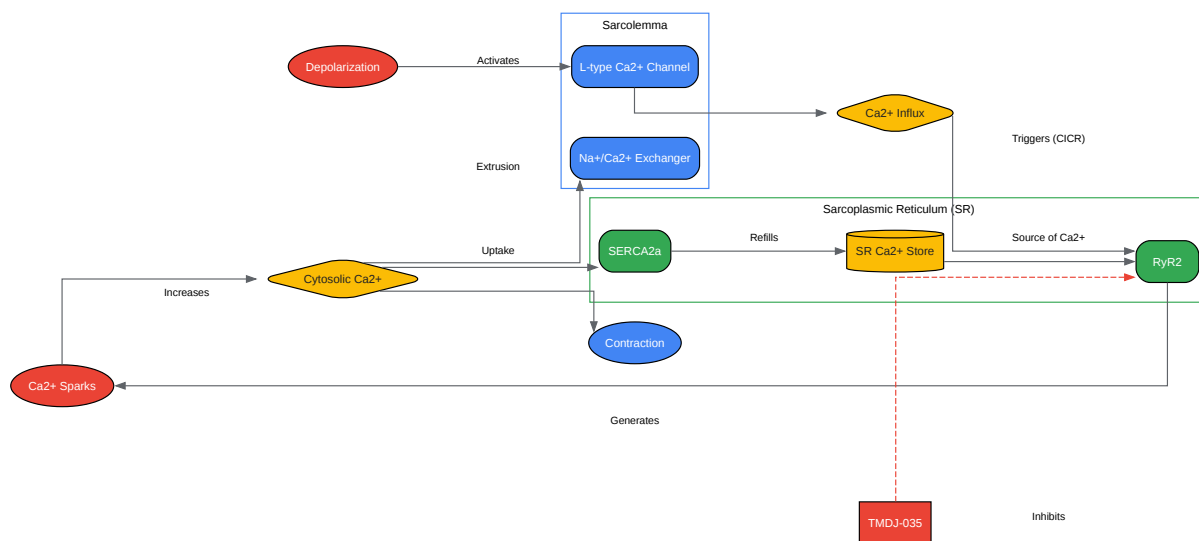 Sarcolemma
Depolarization
Activates
L-type Ca2+ Channel
Ca2+ Influx
Triggers (CICR)
Na+/Ca2+ Exchanger
Extrusion
Sarcoplasmic Reticulum (SR)
Uptake
SERCA2a
Refills
SR Ca2+ Store
Source of Ca2+
RyR2
Cytosolic Ca2+
Increases
Contraction
Ca2+ Sparks
Generates
TMDJ-035
Inhibits